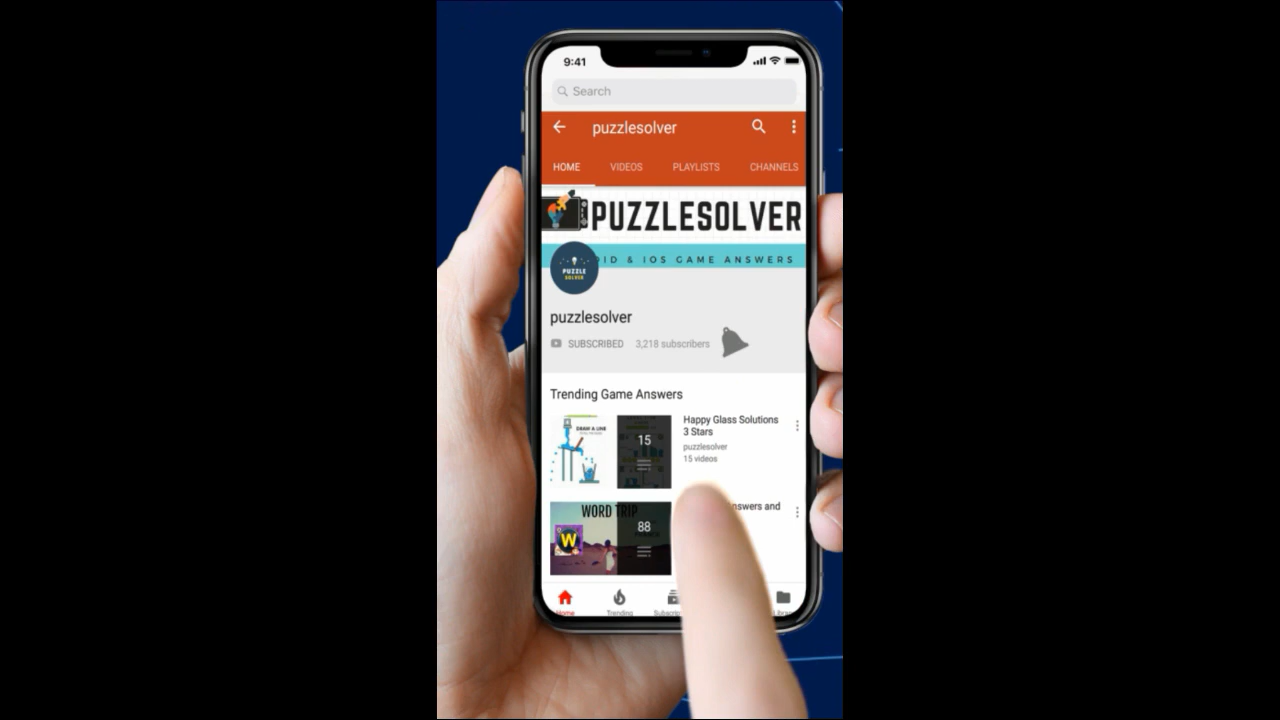 9:41
Search
puzzlesolver
HOME VIDEOS PLAYLISTS CHANNELS
PUZZLESOLVER
ID & IOS GAME ANSWERS
PUZZLE
SOLVER
puzzlesolver
SUBSCRIBED 3,218 subscribers
Trending Game Answers
DRAW A LINE
15
Happy Glass Solutions
3 Stars
puzzlesolver
15 videos
WORD TRIP
W
88
nswers and
Home Trending Subscrip Librar